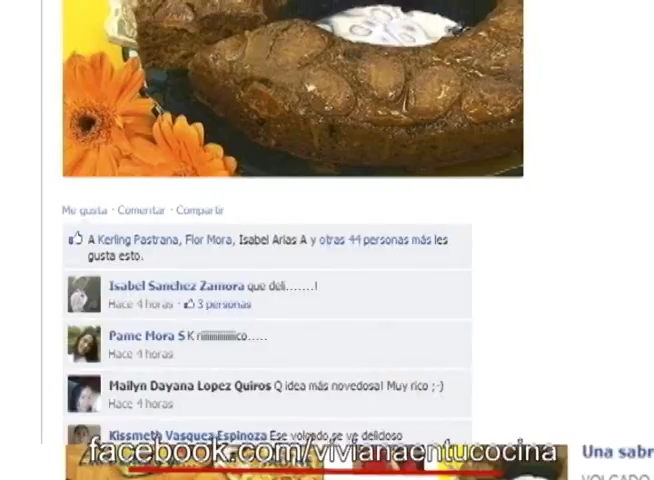 Me gusta · Comentar · Compartir
A Kerling Pastrana, Flor Mora, Isabel Arias A y otras 44 personas más les
gusta esto.
Isabel Sanchez Zamora que deli.......!
Hace 4 horas · 3 personas
Pame Mora S K riiiiiiiiiiiiiico.....
Hace 4 horas
Mailyn Dayana Lopez Quiros Q idea más novedosa! Muy rico ;-)
Hace 4 horas
Kissmeth Vasquez Espinoza Ese volcado se ve delicioso
facebook.com/vivianaentucocina
Una sabr
VOLCADO